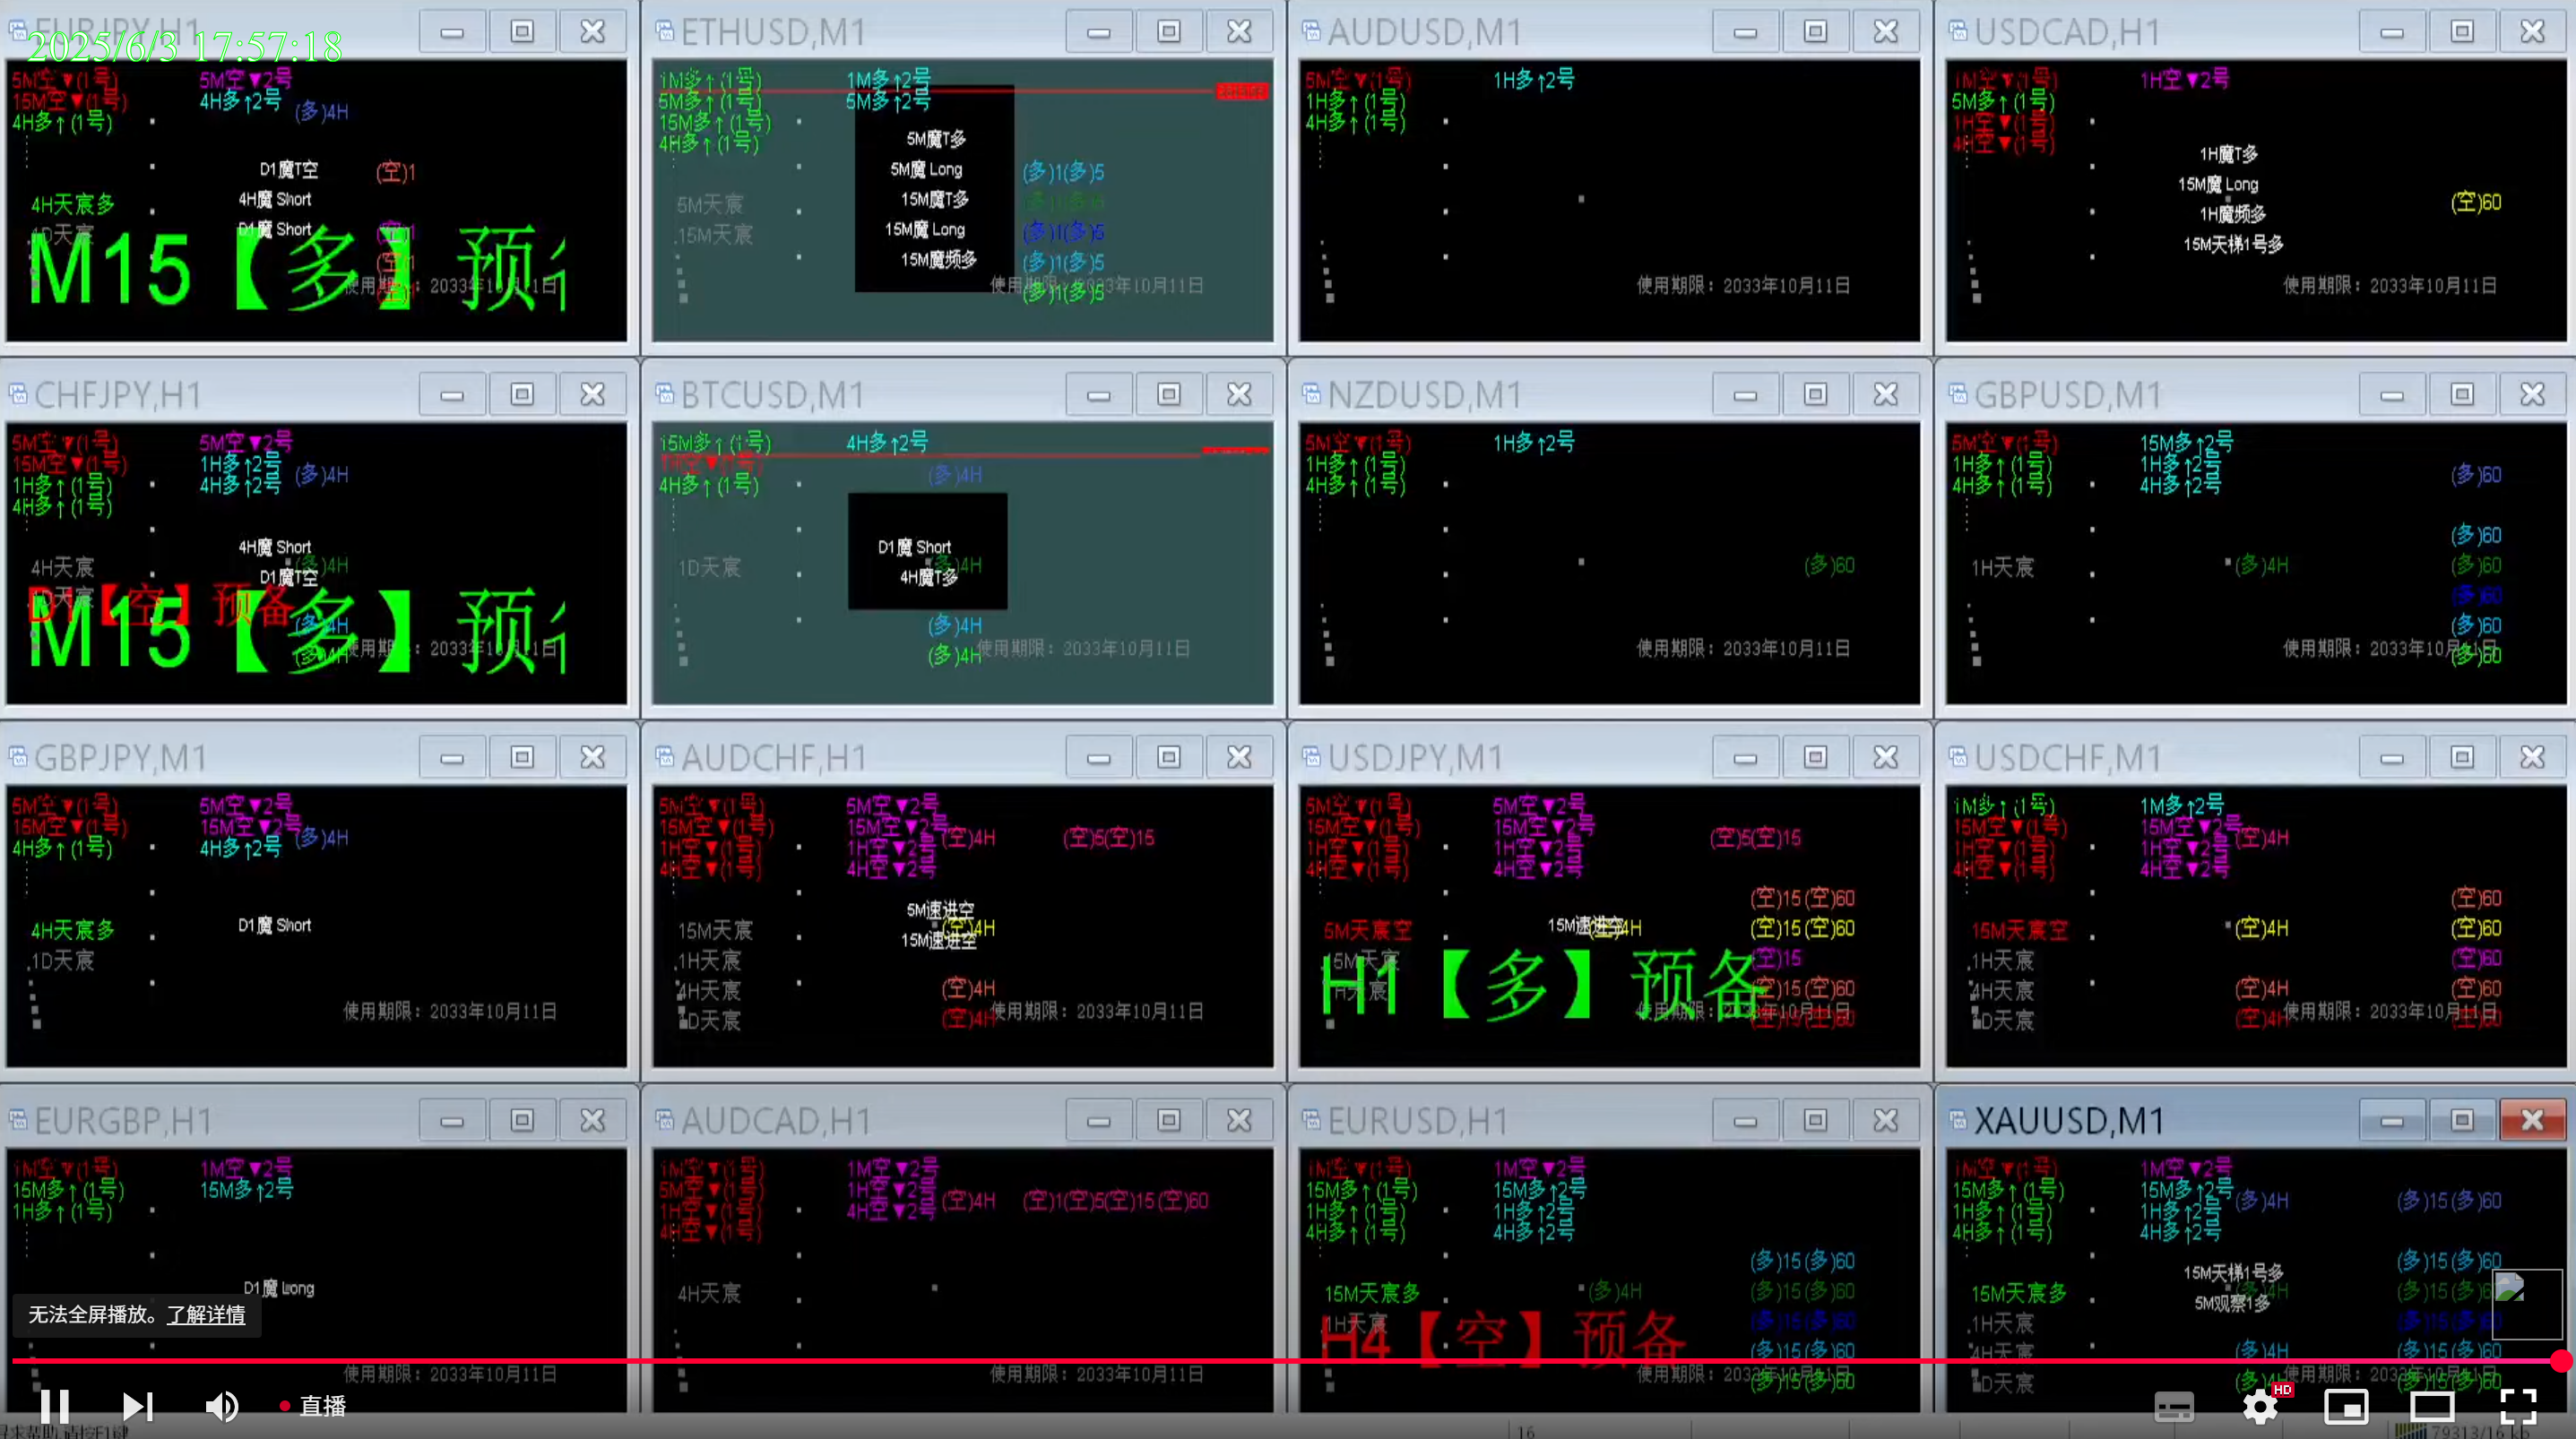 EURJPY,H1
2025/6/3 17:57:18
5M空▼(1号) 5M空▼2号
15M空▼(1号) 4H多↑2号 (多)4H
4H多↑(1号)
D1魔T空 (空)1
4H魔 Short
4H天宸多
D1魔 Short (空)1
1D天宸
(空)1
M15【多】预
使用期限：2033年10月11日
ETHUSD,M1
1M多↑(1号) 1M多↑2号
5M多↑(1号) 5M多↑2号
15M多↑(1号)
4H多↑(1号)
5M魔T多
5M魔 Long (多)1(多)5
15M魔T多 (多)1(多)5
5M天宸
15M魔 Long (多)1(多)5
15M天宸
15M魔频多 (多)1(多)5
使用期限：2033年10月11日
(多)1(多)5
AUDUSD,M1
5M空▼(1号) 1H多↑2号
1H多↑(1号)
4H多↑(1号)
使用期限：2033年10月11日
USDCAD,H1
1M空▼(1号) 1H空▼2号
5M多↑(1号)
1H空▼(1号)
4H空▼(1号)
1H魔T多
15M魔 Long
(空)60
1H魔频多
15M天梯1号多
使用期限：2033年10月11日
CHFJPY,H1
5M空▼(1号) 5M空▼2号
15M空▼(1号) 1H多↑2号
1H多↑(1号) 4H多↑2号 (多)4H
4H多↑(1号)
4H魔 Short
4H天宸 (多)4H
D1魔T空
1D天宸
D1【空】预备
M15【多】预
(多)4H
使用期限：2033年10月11日
(多)4H
BTCUSD,M1
15M多↑(1号) 4H多↑2号
1H空▼(1号)
4H多↑(1号) (多)4H
D1魔 Short
1D天宸 (多)4H
4H魔T多
(多)4H
(多)4H 使用期限：2033年10月11日
NZDUSD,M1
5M空▼(1号) 1H多↑2号
1H多↑(1号)
4H多↑(1号)
(多)60
使用期限：2033年10月11日
GBPUSD,M1
5M空▼(1号) 15M多↑2号
1H多↑(1号) 1H多↑2号 (多)60
4H多↑(1号) 4H多↑2号
(多)60
1H天宸 (多)4H (多)60
(多)60
(多)60
使用期限：2033年10月11日
(多)60
GBPJPY,M1
5M空▼(1号) 5M空▼2号
15M空▼(1号) 15M空▼2号
4H多↑(1号) 4H多↑2号 (多)4H
4H天宸多 D1魔 Short
1D天宸
使用期限：2033年10月11日
AUDCHF,H1
5M空▼(1号) 5M空▼2号
15M空▼(1号) 15M空▼2号 (空)4H (空)5(空)15
1H空▼(1号) 1H空▼2号
4H空▼(1号) 4H空▼2号
5M速进空
15M天宸 (空)4H
15M速进空
1H天宸
4H天宸 (空)4H
1D天宸 (空)4H 使用期限：2033年10月11日
USDJPY,M1
5M空▼(1号) 5M空▼2号
15M空▼(1号) 15M空▼2号 (空)5(空)15
1H空▼(1号) 1H空▼2号
4H空▼(1号) 4H空▼2号
(空)15(空)60
5M天宸空 15M速进空 (空)4H (空)15(空)60
15M天宸 (空)15
1H天宸 (空)15(空)60
H1【多】预备
使用期限：2033年10月11日
(空)15(空)60
USDCHF,M1
1M多↑(1号) 1M多↑2号
15M空▼(1号) 15M空▼2号 (空)4H
1H空▼(1号) 1H空▼2号
4H空▼(1号) 4H空▼2号
(空)60
15M天宸空 (空)4H (空)60
1H天宸 (空)60
4H天宸 (空)4H (空)60
1D天宸 (空)4H 使用期限：2033年10月11日
(空)60
EURGBP,H1
1M空▼(1号) 1M空▼2号
15M多↑(1号) 15M多↑2号
1H多↑(1号)
D1魔 Long
使用期限：2033年10月11日
AUDCAD,H1
1M空▼(1号) 1M空▼2号
5M空▼(1号) 1H空▼2号 (空)4H (空)1(空)5(空)15(空)60
1H空▼(1号) 4H空▼2号
4H空▼(1号)
4H天宸
使用期限：2033年10月11日
EURUSD,H1
1M空▼(1号) 1M空▼2号
15M多↑(1号) 15M多↑2号
1H多↑(1号) 1H多↑2号
4H多↑(1号) 4H多↑2号
(多)15(多)60
15M天宸多 (多)4H (多)15(多)60
1H天宸 (多)15(多)60
H4【空】预备
(多)15(多)60
使用期限：2033年10月11日
(多)15(多)60
XAUUSD,M1
1M空▼(1号) 1M空▼2号
15M多↑(1号) 15M多↑2号 (多)4H (多)15(多)60
1H多↑(1号) 1H多↑2号
4H多↑(1号) 4H多↑2号
(多)15(多)60
15M天梯1号多
15M天宸多 (多)4H (多)15(多)6
5M观察1多
1H天宸 (多)15(多)6
4H天宸 (多)4H (多)15(多)60
使用期限：2033年10月11日
1D天宸 (多)4H (多)15(多)60
无法全屏播放。了解详情
直播
HD
16
79313/16 kb